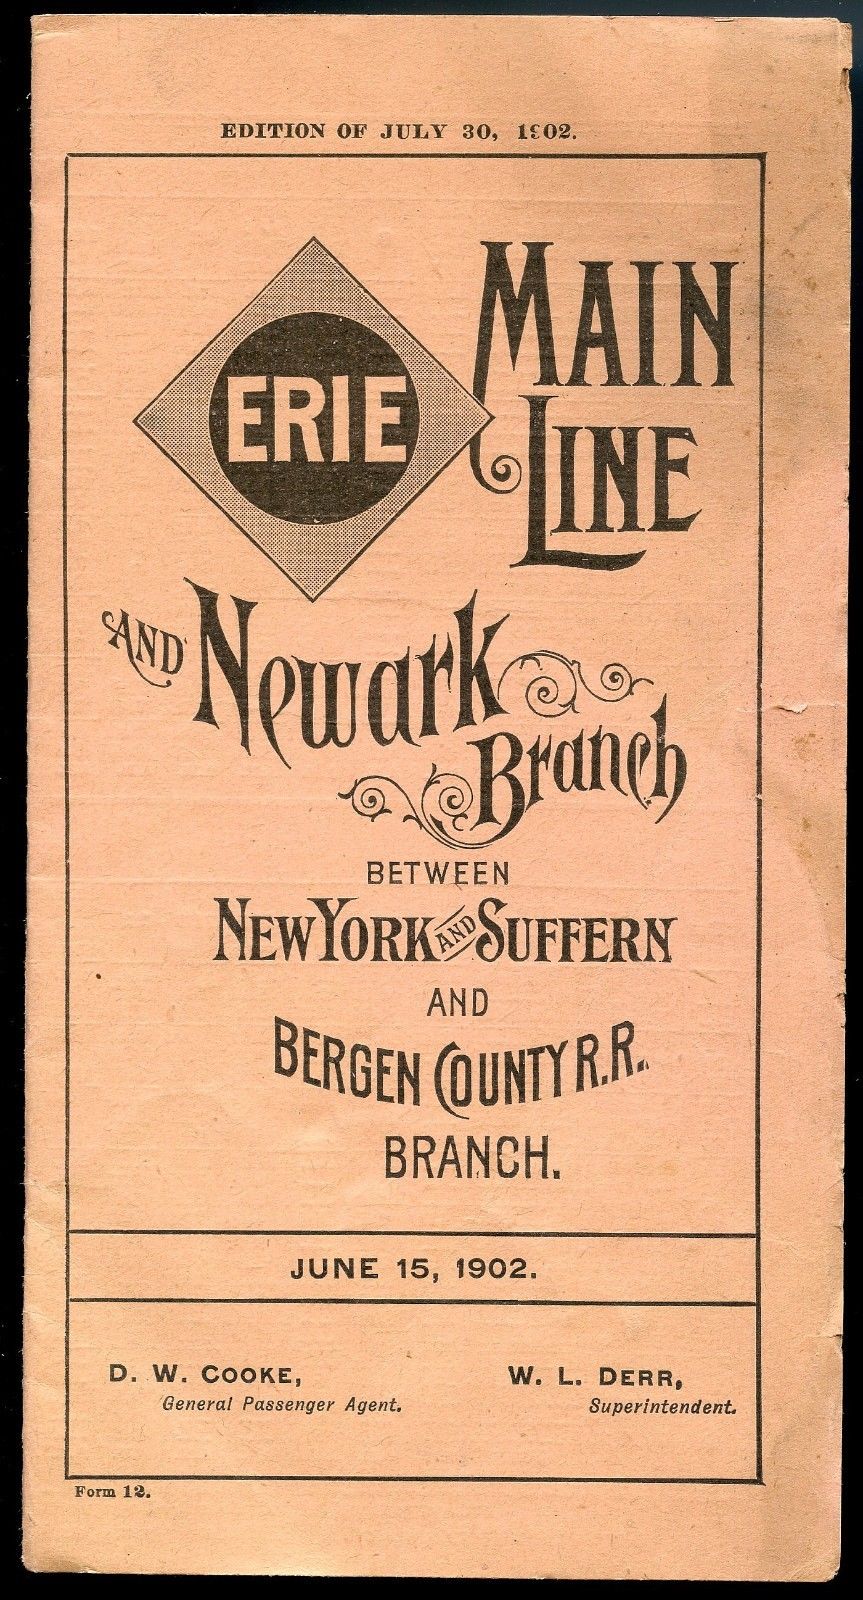 EDITION OF JULY 30, 1902.
ERIE
MAIN
LINE
AND Newark
Branch
BETWEEN
NEW YORK AND SUFFERN
AND
BERGEN COUNTY R.R.
BRANCH.
JUNE 15, 1902.
D. W. COOKE,
General Passenger Agent.
W. L. DERR,
Superintendent.
Form 12.